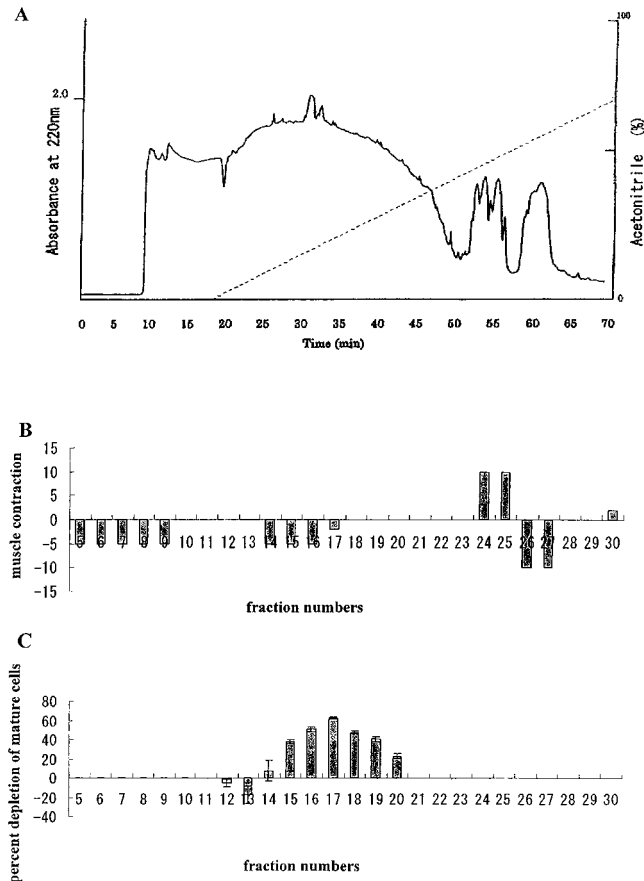 A
100
2.0
Absorbance at 220nm
Acetonitrile (%)
0
0 5 10 15 20 25 30 35 40 45 50 55 60 65 70
Time (min)
B
15
10
5
0
-5
-10
-15
muscle contraction
5 6 7 8 9 10 11 12 13 14 15 16 17 18 19 20 21 22 23 24 25 26 27 28 29 30
fraction numbers
C
80
60
40
20
0
-20
-40
percent depletion of mature cells
5 6 7 8 9 10 11 12 13 14 15 16 17 18 19 20 21 22 23 24 25 26 27 28 29 30
fraction numbers